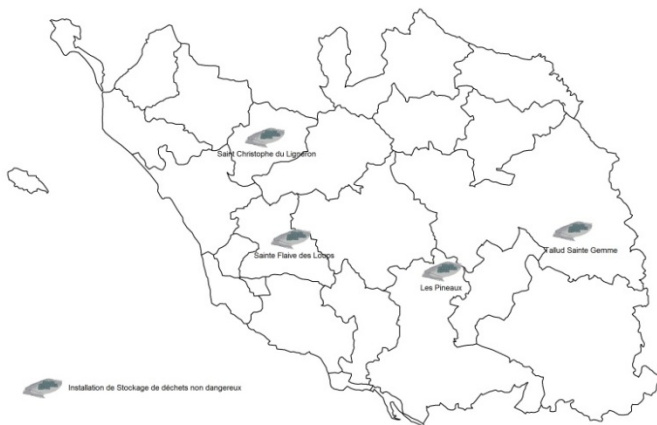 Saint Christophe du Ligneron
Sainte Flaive des Loups
Tallud Sainte Gemme
Les Pineaux
Installation de Stockage de déchets non dangereux